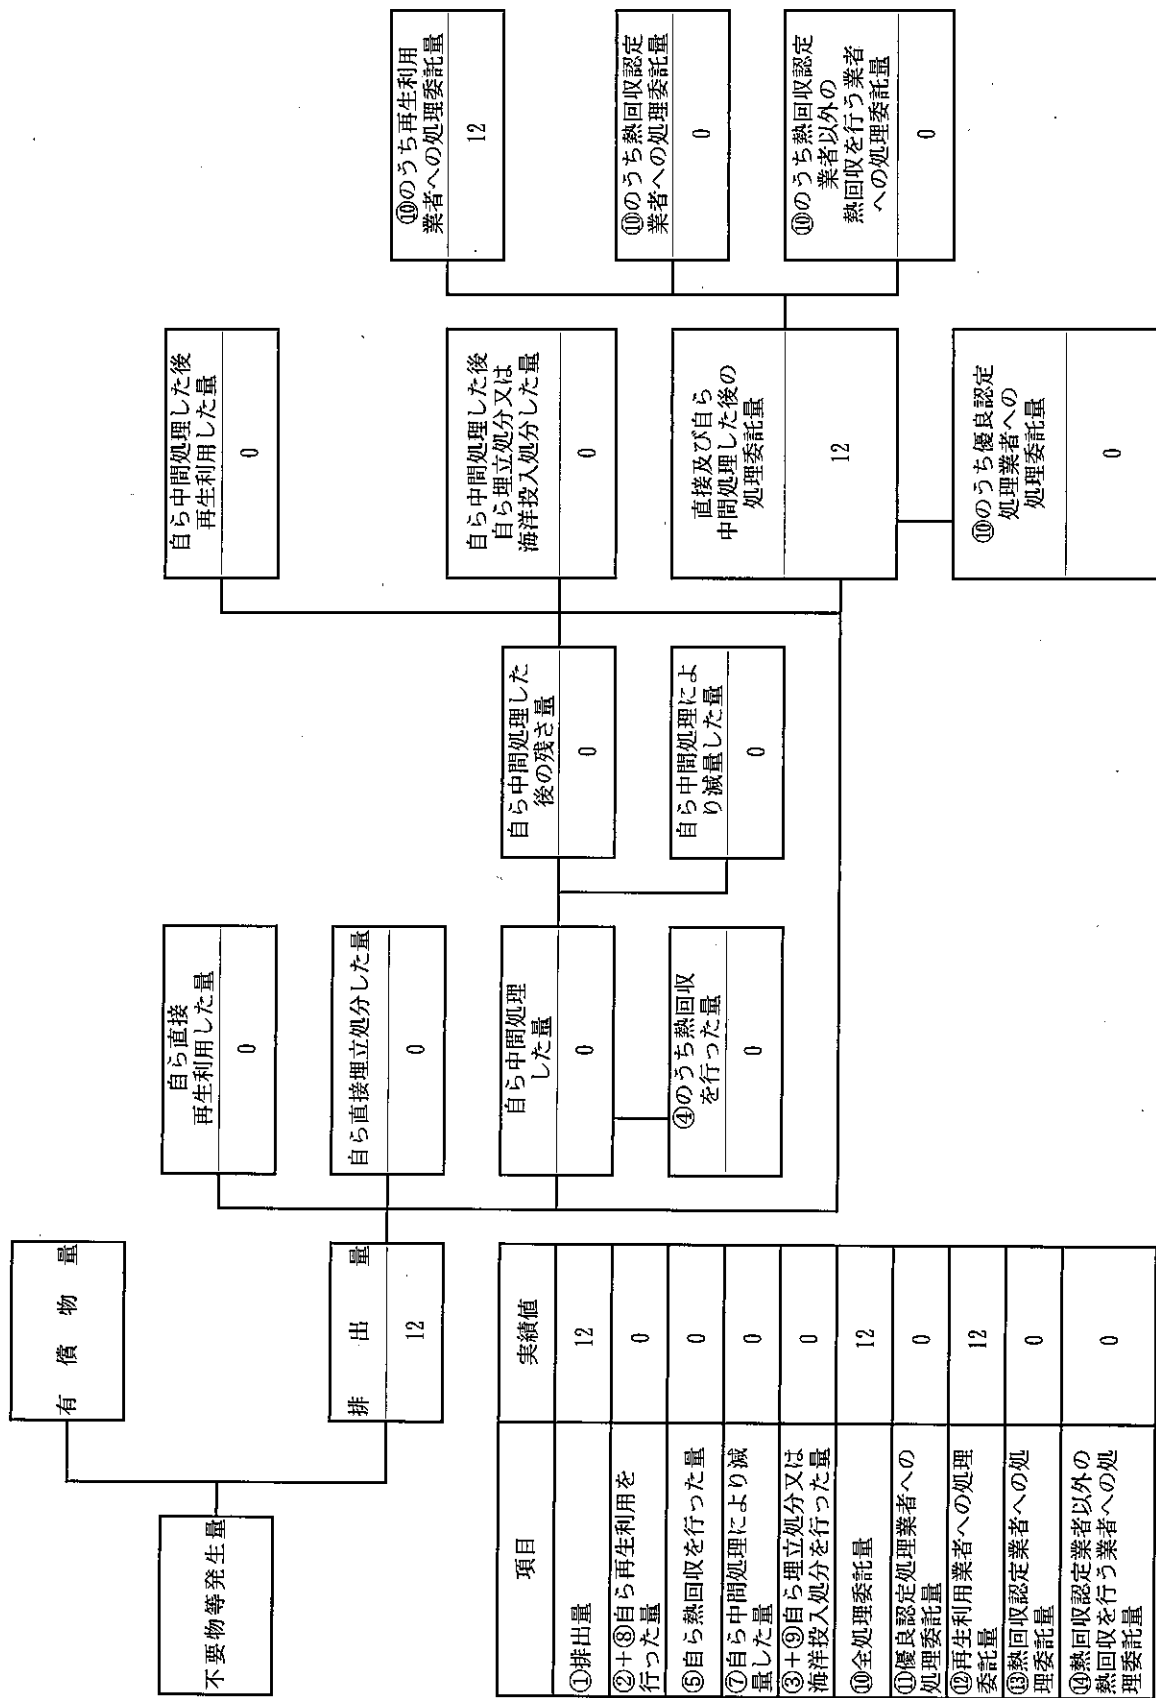 不要物等発生量
有償物量
排出量
12
自ら直接
再生利用した量
0
自ら直接埋立処分した量
0
自ら中間処理
した量
0
④のうち熱回収
を行った量
0
自ら中間処理した
後の残さ量
0
自ら中間処理によ
り減量した量
0
自ら中間処理した後
再生利用した量
0
自ら中間処理した後
自ら埋立処分又は
海洋投入処分した量
0
直接及び自ら
中間処理した後の
処理委託量
12
⑩のうち優良認定
処理業者への
処理委託量
0
⑩のうち再生利用
業者への処理委託量
12
⑩のうち熱回収認定
業者への処理委託量
0
⑩のうち熱回収認定
業者以外の
熱回収を行う業者
への処理委託量
0
項目 実績値
①排出量 12
②+⑧自ら再生利用を
行った量 0
⑤自ら熱回収を行った量 0
⑦自ら中間処理により減
量した量 0
③+⑨自ら埋立処分又は
海洋投入処分を行った量 0
⑩全処理委託量 12
⑪優良認定処理業者への
処理委託量 0
⑫再生利用業者への処理
委託量 12
⑬熱回収認定業者への処
理委託量 0
⑭熱回収認定業者以外の
熱回収を行う業者への処
理委託量 0